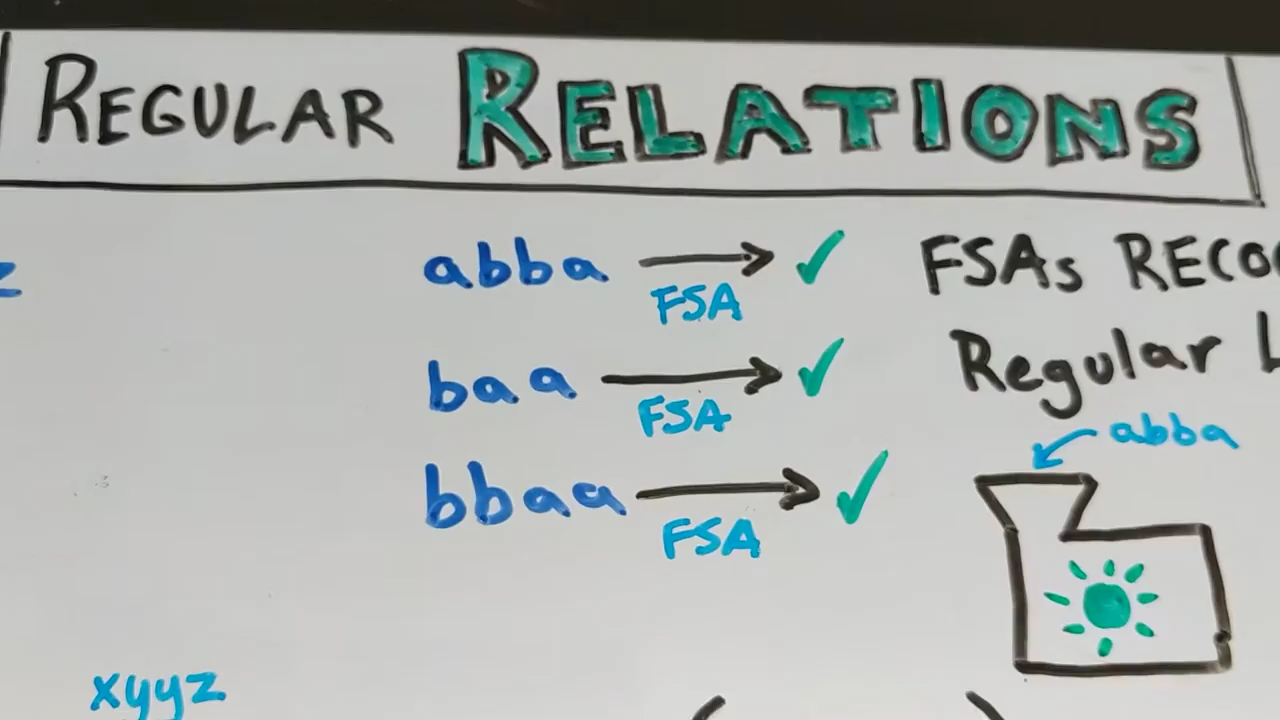 REGULAR RELATIONS
abba → ✓
FSA
baa → ✓
FSA
bbaa → ✓
FSA
FSAs
Regular
abba
xyyz